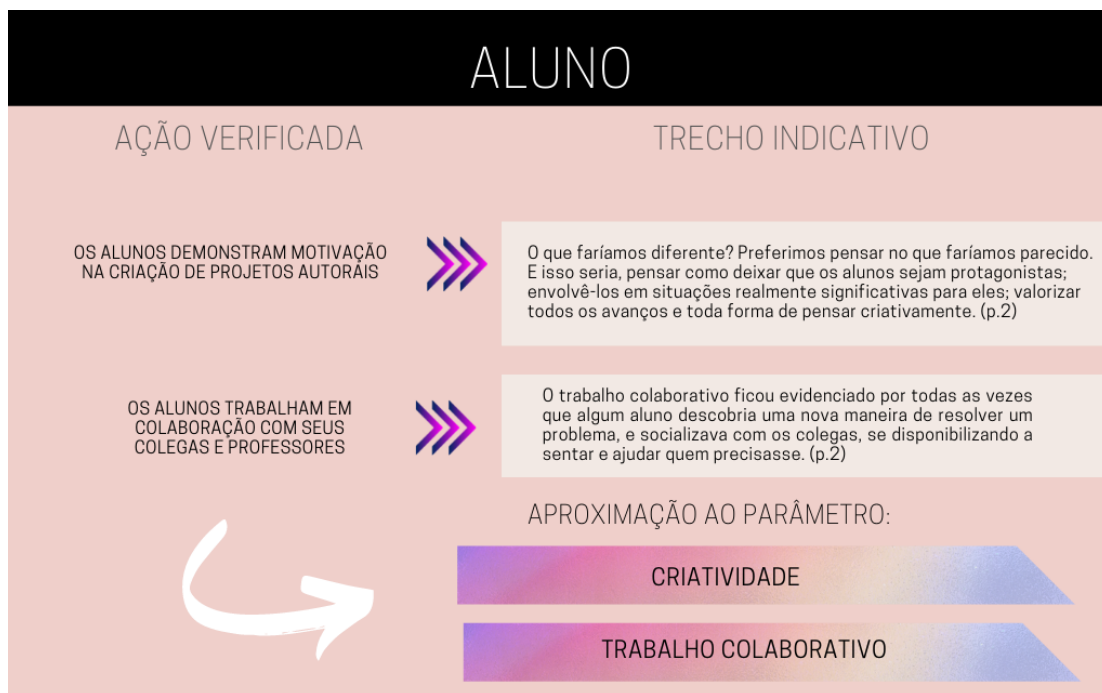 ALUNO
AÇÃO VERIFICADA
TRECHO INDICATIVO
OS ALUNOS DEMONSTRAM MOTIVAÇÃO
NA CRIAÇÃO DE PROJETOS AUTORAIS
O que faríamos diferente? Preferimos pensar no que faríamos parecido.
E isso seria, pensar como deixar que os alunos sejam protagonistas;
envolvê-los em situações realmente significativas para eles; valorizar
todos os avanços e toda forma de pensar criativamente. (p.2)
OS ALUNOS TRABALHAM EM
COLABORAÇÃO COM SEUS
COLEGAS E PROFESSORES
O trabalho colaborativo ficou evidenciado por todas as vezes
que algum aluno descobria uma nova maneira de resolver um
problema, e socializava com os colegas, se disponibilizando a
sentar e ajudar quem precisasse. (p.2)
APROXIMAÇÃO AO PARÂMETRO:
CRIATIVIDADE
TRABALHO COLABORATIVO